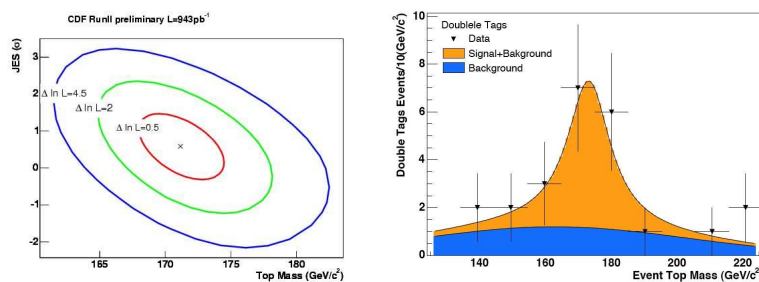 CDF RunII preliminary L=943pb⁻¹
JES (σ)
3
2
1
0
-1
-2
Δ ln L=4.5
Δ ln L=2
Δ ln L=0.5
165
170
175
180
Top Mass (GeV/c²)
Double Tags Events/10(GeV/c²)
10
8
6
4
2
0
Doublele Tags
Data
Signal+Bakground
Background
140
160
180
200
220
Event Top Mass (GeV/c²)